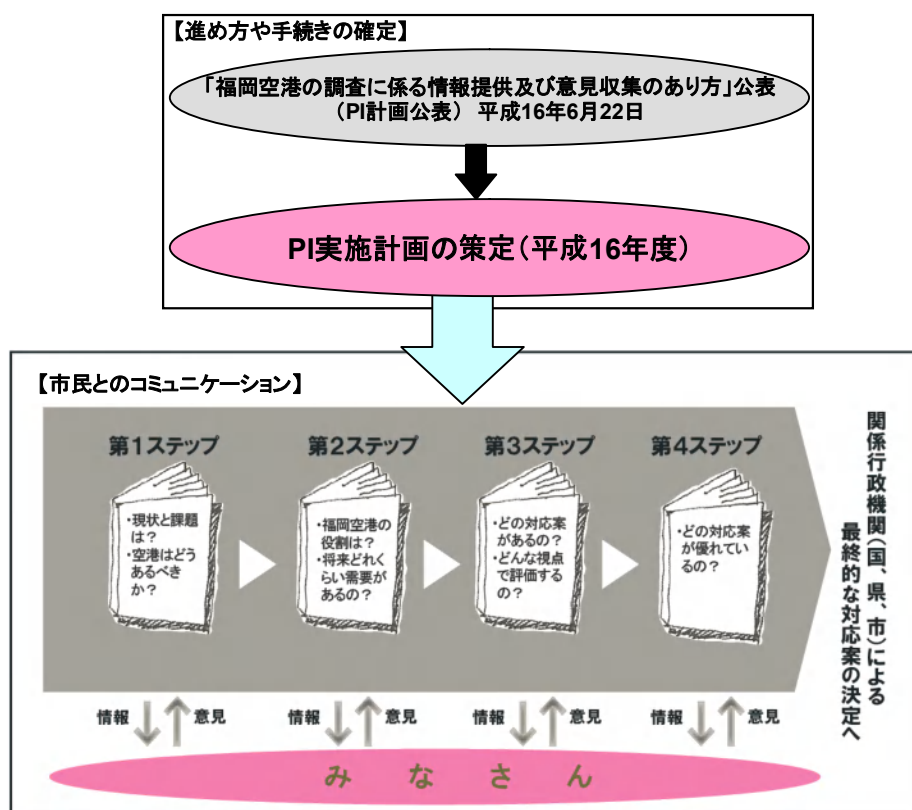 【進め方や手続きの確定】
「福岡空港の調査に係る情報提供及び意見収集のあり方」公表
(PI計画公表) 平成16年6月22日
PI実施計画の策定(平成16年度)
【市民とのコミュニケーション】
第1ステップ
・現状と課題
は?
・空港はどう
あるべき
か?
第2ステップ
・福岡空港の
役割は?
・将来どれく
らい需要が
あるの?
第3ステップ
・どの対応案
があるの?
・どんな視点
で評価する
の?
第4ステップ
・どの対応案
が優れてい
るの?
関係行政機関(国、県、市)による
最終的な対応案の決定へ
情報 意見
情報 意見
情報 意見
情報 意見
みなさん